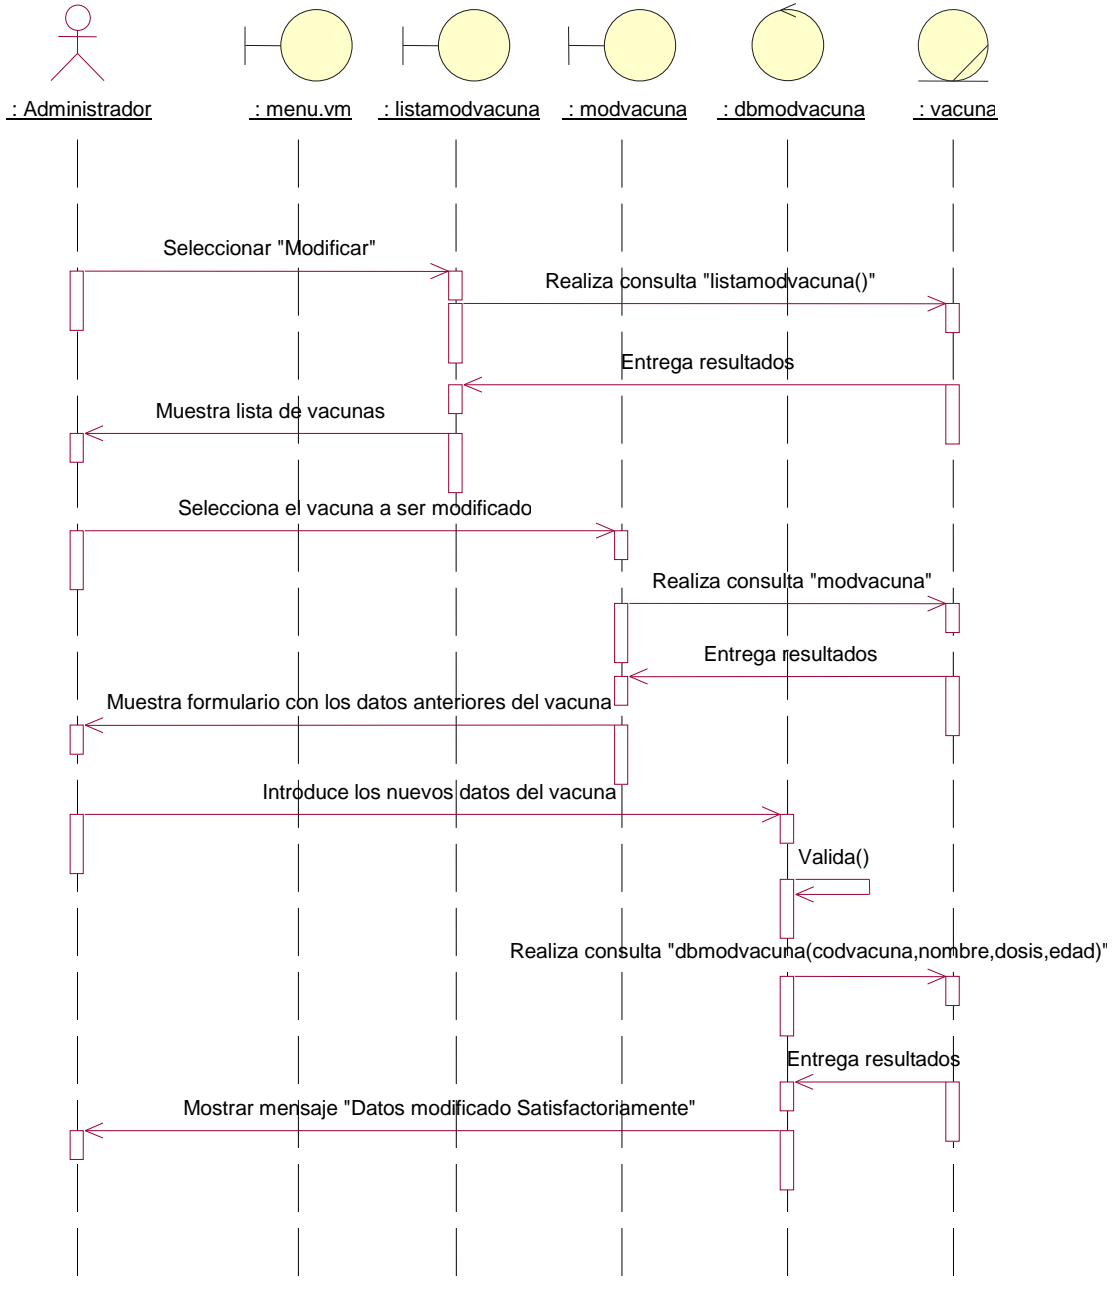 : Administrador
: menu.vm
: listamodvacuna
: modvacuna
: dbmodvacuna
: vacuna
Seleccionar "Modificar"
Realiza consulta "listamodvacuna()"
Entrega resultados
Muestra lista de vacunas
Selecciona el vacuna a ser modificado
Realiza consulta "modvacuna"
Entrega resultados
Muestra formulario con los datos anteriores del vacuna
Introduce los nuevos datos del vacuna
Valida()
Realiza consulta "dbmodvacuna(codvacuna,nombre,dosis,edad)"
Entrega resultados
Mostrar mensaje "Datos modificado Satisfactoriamente"